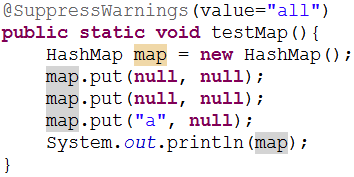 @SuppressWarnings(value="all")
public static void testMap(){
    HashMap map = new HashMap();
    map.put(null, null);
    map.put(null, null);
    map.put("a", null);
    System.out.println(map);
}